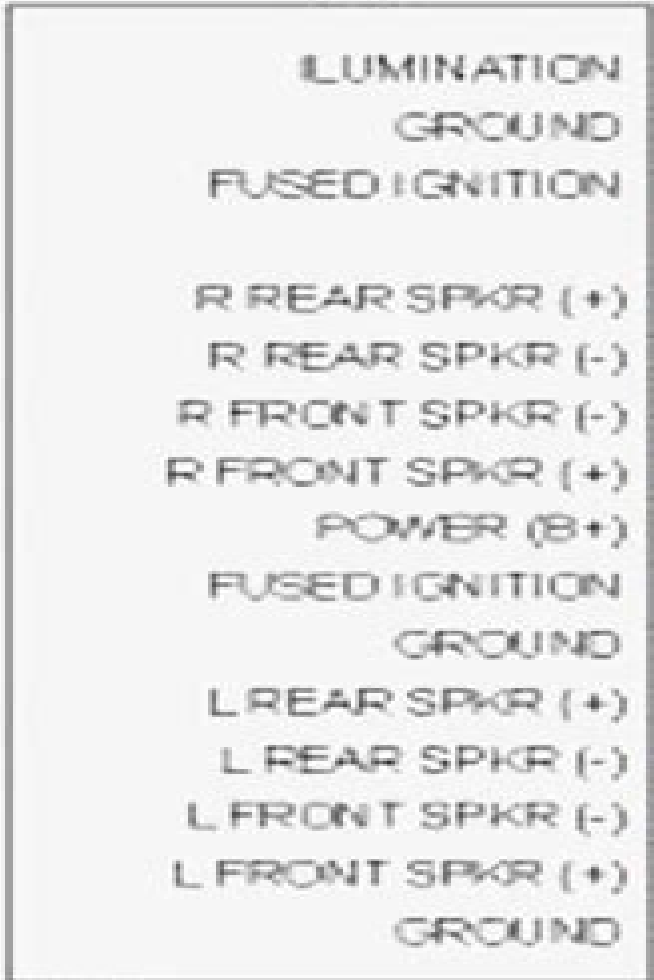 ILUMINATION
GROUND
FUSED IGNITION
R REAR SPKR (+)
R REAR SPKR (-)
R FRONT SPKR (-)
R FRONT SPKR (+)
POWER (B+)
FUSED IGNITION
GROUND
L REAR SPKR (+)
L REAR SPKR (-)
L FRONT SPKR (-)
L FRONT SPKR (+)
GROUND